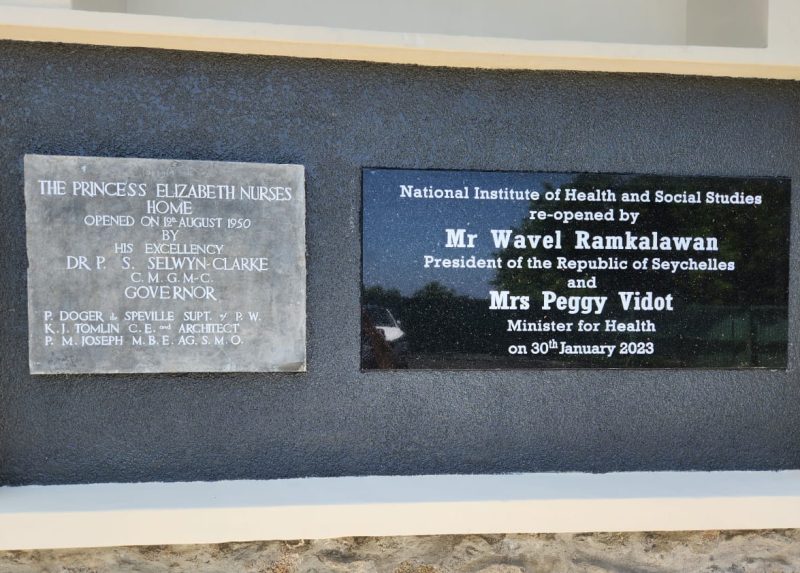 THE PRINCESS ELIZABETH NURSES
HOME
OPENED ON 19th AUGUST 1950
BY
HIS EXCELLENCY
DR P. S. SELWYN-CLARKE
C. M. G. M-C.
GOVERNOR
P. DOGER de SPEVILLE SUPT. of P. W.
K. J. TOMLIN C. E. and ARCHITECT
P. M. JOSEPH M. B. E. AG. S. M. O.
National Institute of Health and Social Studies
re-opened by
Mr Wavel Ramkalawan
President of the Republic of Seychelles
and
Mrs Peggy Vidot
Minister for Health
on 30th January 2023